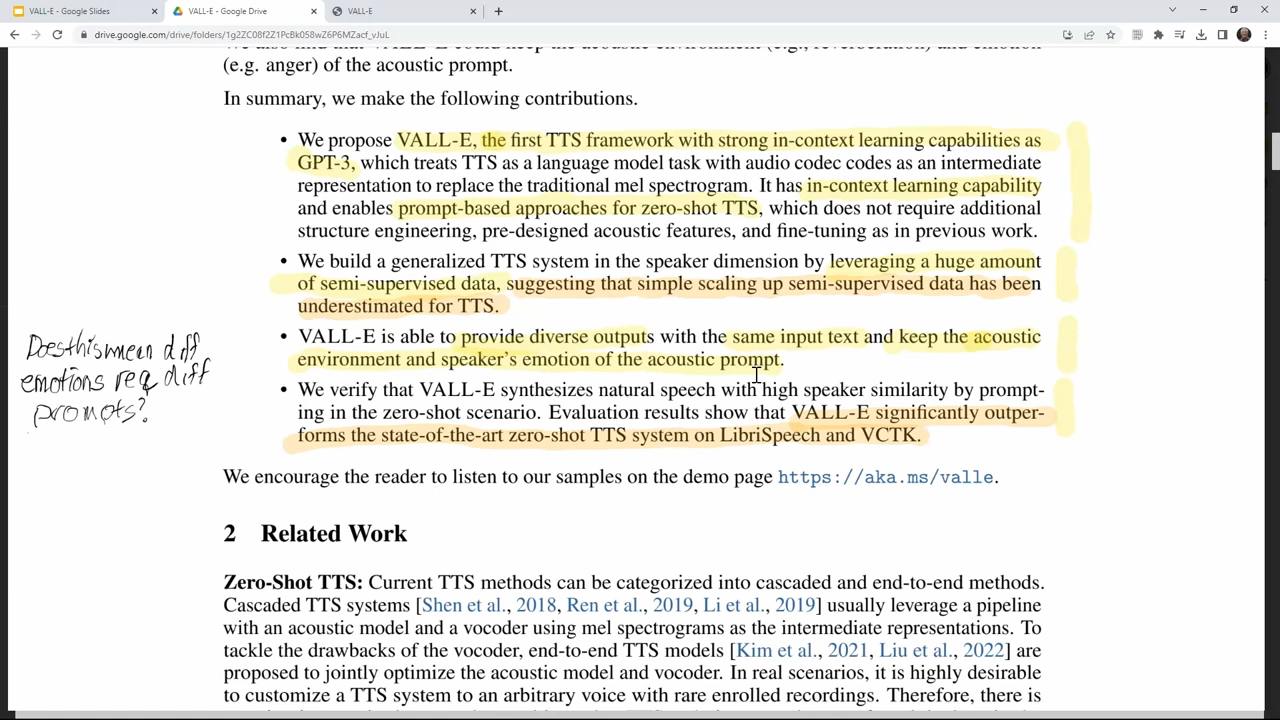 VALL-E - Google Slides
VALL-E - Google Drive
VALL-E
drive.google.com/drive/folders/1g2ZC08f2Z1PcBk058wZ6P6MZacf_vJuL
(e.g. anger) of the acoustic prompt.
In summary, we make the following contributions.
• We propose VALL-E, the first TTS framework with strong in-context learning capabilities as
GPT-3, which treats TTS as a language model task with audio codec codes as an intermediate
representation to replace the traditional mel spectrogram. It has in-context learning capability
and enables prompt-based approaches for zero-shot TTS, which does not require additional
structure engineering, pre-designed acoustic features, and fine-tuning as in previous work.
• We build a generalized TTS system in the speaker dimension by leveraging a huge amount
of semi-supervised data, suggesting that simple scaling up semi-supervised data has been
underestimated for TTS.
• VALL-E is able to provide diverse outputs with the same input text and keep the acoustic
environment and speaker's emotion of the acoustic prompt.
Does this mean diff
emotions req diff
prompts?
• We verify that VALL-E synthesizes natural speech with high speaker similarity by prompt-
ing in the zero-shot scenario. Evaluation results show that VALL-E significantly outper-
forms the state-of-the-art zero-shot TTS system on LibriSpeech and VCTK.
We encourage the reader to listen to our samples on the demo page https://aka.ms/valle.
2 Related Work
Zero-Shot TTS: Current TTS methods can be categorized into cascaded and end-to-end methods.
Cascaded TTS systems [Shen et al., 2018, Ren et al., 2019, Li et al., 2019] usually leverage a pipeline
with an acoustic model and a vocoder using mel spectrograms as the intermediate representations. To
tackle the drawbacks of the vocoder, end-to-end TTS models [Kim et al., 2021, Liu et al., 2022] are
proposed to jointly optimize the acoustic model and vocoder. In real scenarios, it is highly desirable
to customize a TTS system to an arbitrary voice with rare enrolled recordings. Therefore, there is